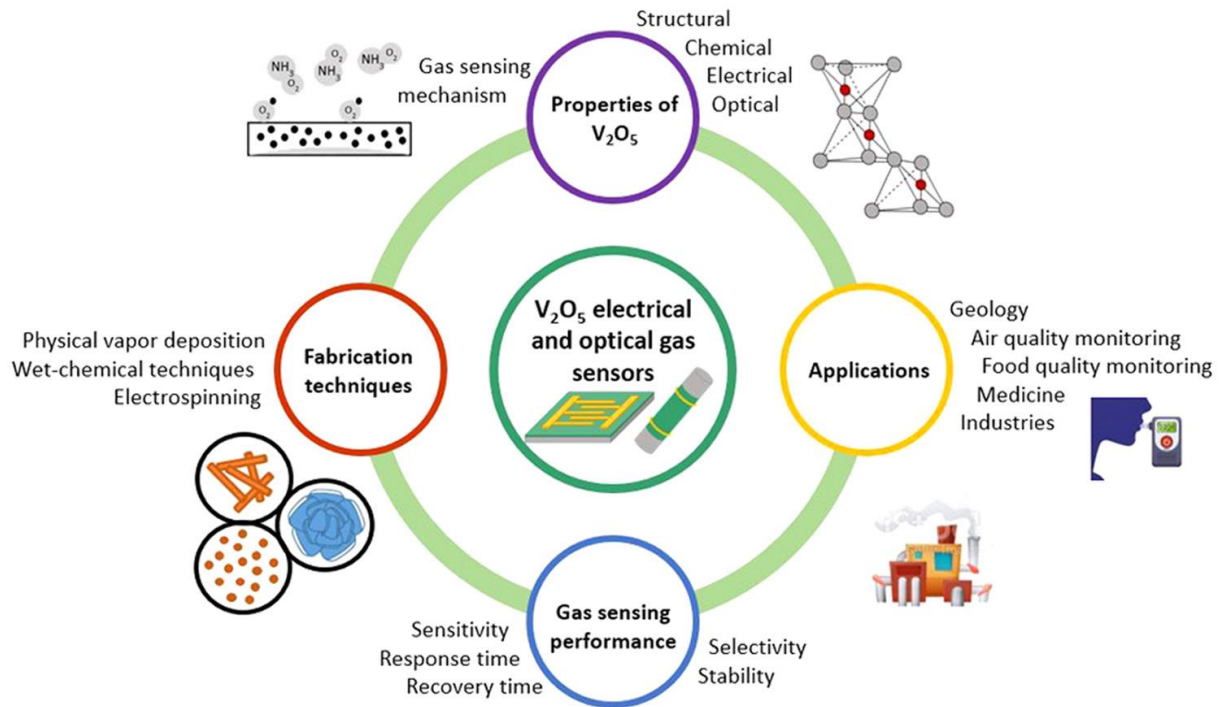 Structural
Chemical
Electrical
Optical
Gas sensing
mechanism
NH₃
O₂
O₂
NH₃
NH₃
O₂
O₂
O₂
Properties of
V₂O₅
V₂O₅ electrical
and optical gas
sensors
Physical vapor deposition
Wet-chemical techniques
Electrospinning
Fabrication
techniques
Applications
Geology
Air quality monitoring
Food quality monitoring
Medicine
Industries
Gas sensing
performance
Sensitivity
Response time
Recovery time
Selectivity
Stability